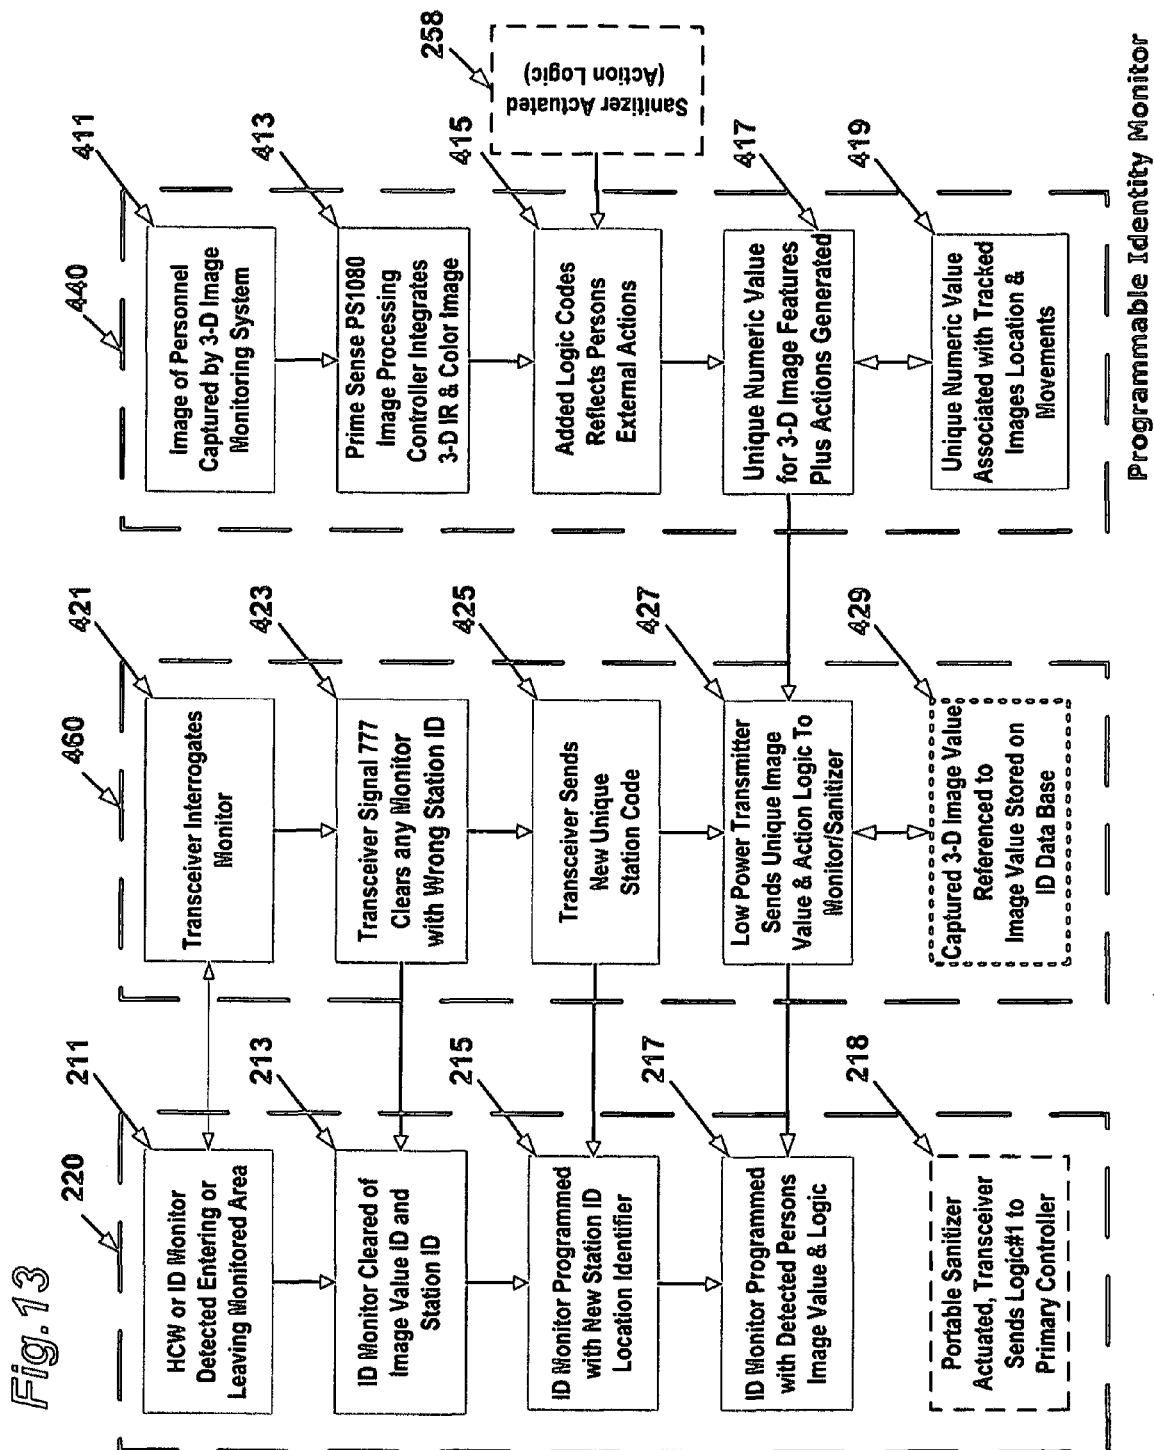 Fig.13
220
211
HCW or ID Monitor
Detected Entering or
Leaving Monitored Area
213
ID Monitor Cleared of
Image Value ID and
Station ID
215
ID Monitor Programmed
with New Station ID
Location Identifier
217
ID Monitor Programmed
with Detected Persons
Image Value & Logic
218
Portable Sanitizer
Actuated, Transceiver
Sends Logic#1 to
Primary Controller
460
421
Transceiver Interrogates
Monitor
423
Transceiver Signal 777
Clears any Monitor
with Wrong Station ID
425
Transceiver Sends
New Unique
Station Code
427
Low Power Transmitter
Sends Unique Image
Value & Action Logic To
Monitor/Sanitizer
429
Captured 3-D Image Value
Referenced to
Image Value Stored on
ID Data Base
440
411
Image of Personnel
Captured by 3-D Image
Monitoring System
413
Prime Sense PS1080
Image Processing
Controller Integrates
3-D IR & Color Image
415
Added Logic Codes
Reflects Persons
External Actions
258
Sanitizer Actuated
(Action Logic)
417
Unique Numeric Value
for 3-D Image Features
Plus Actions Generated
419
Unique Numeric Value
Associated with Tracked
Images Location &
Movements
Programmable Identity Monitor